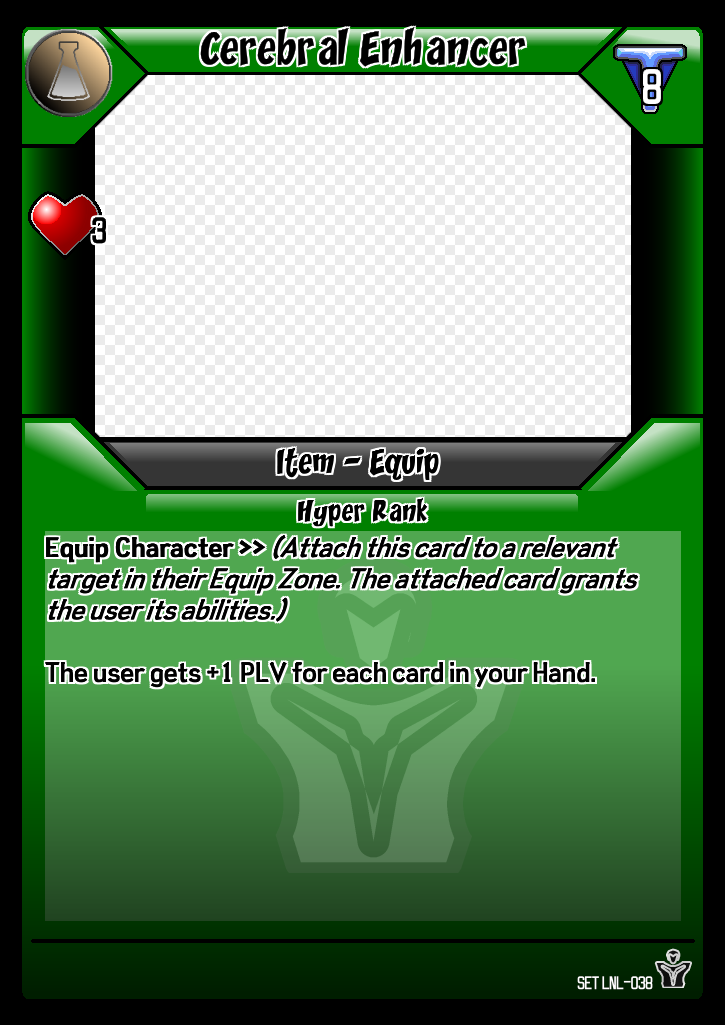 Cerebral Enhancer
8
3
Item - Equip
Hyper Rank
Equip Character >> (Attach this card to a relevant
target in their Equip Zone. The attached card grants
the user its abilities.)
The user gets +1 PLV for each card in your Hand.
SET LNL-038